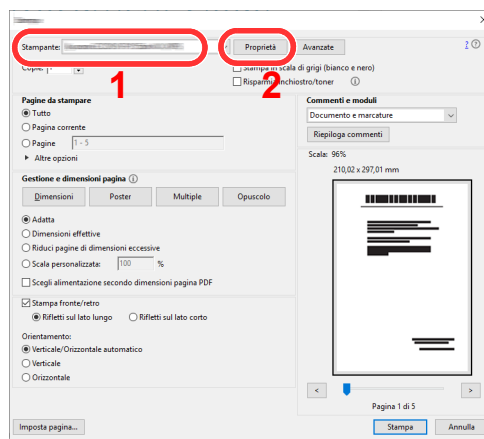 Stampante:
Proprietà
Avanzate
?
Copie:
1
2
Stampa in scala di grigi (bianco e nero)
Risparmia inchiostro/toner
Pagine da stampare
Tutto
Pagina corrente
Pagine 1 - 5
Altre opzioni
Commenti e moduli
Documento e marcature
Riepiloga commenti
Scala: 96%
210,02 x 297,01 mm
Gestione e dimensioni pagina
Dimensioni Poster Multiple Opuscolo
Adatta
Dimensioni effettive
Riduci pagine di dimensioni eccessive
Scala personalizzata: 100 %
Scegli alimentazione secondo dimensioni pagina PDF
Stampa fronte/retro
Rifletti sul lato lungo Rifletti sul lato corto
Orientamento:
Verticale/Orizzontale automatico
Verticale
Orizzontale
< >
Pagina 1 di 5
Imposta pagina... Stampa Annulla